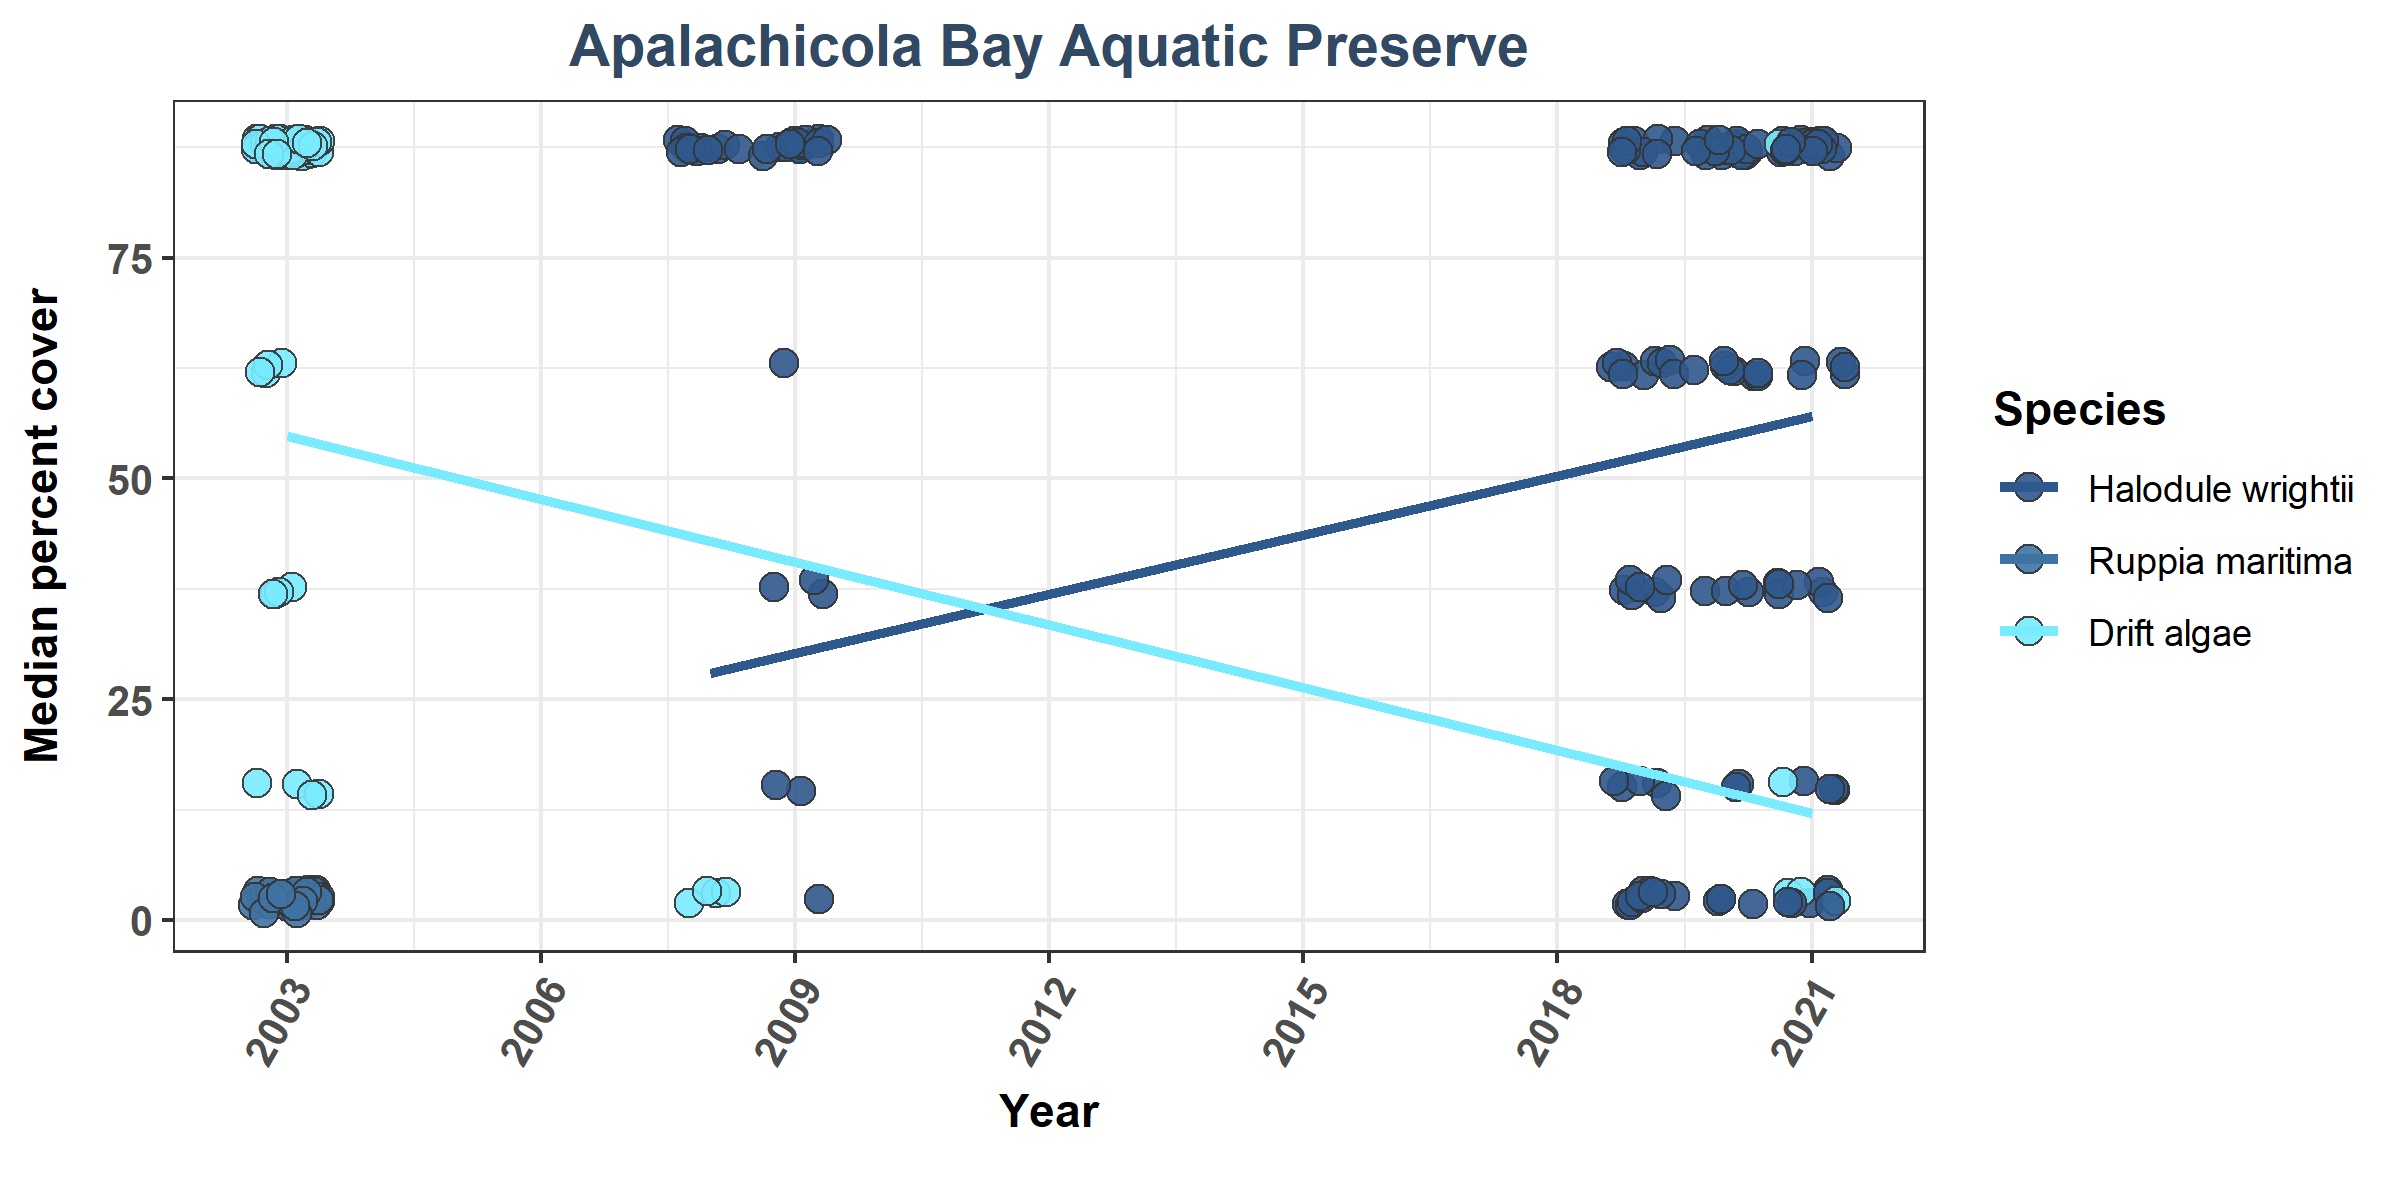 Apalachicola Bay Aquatic Preserve
Median percent cover
75
50
25
0
2003
2006
2009
2012
2015
2018
2021
Year
Species
Halodule wrightii
Ruppia maritima
Drift algae